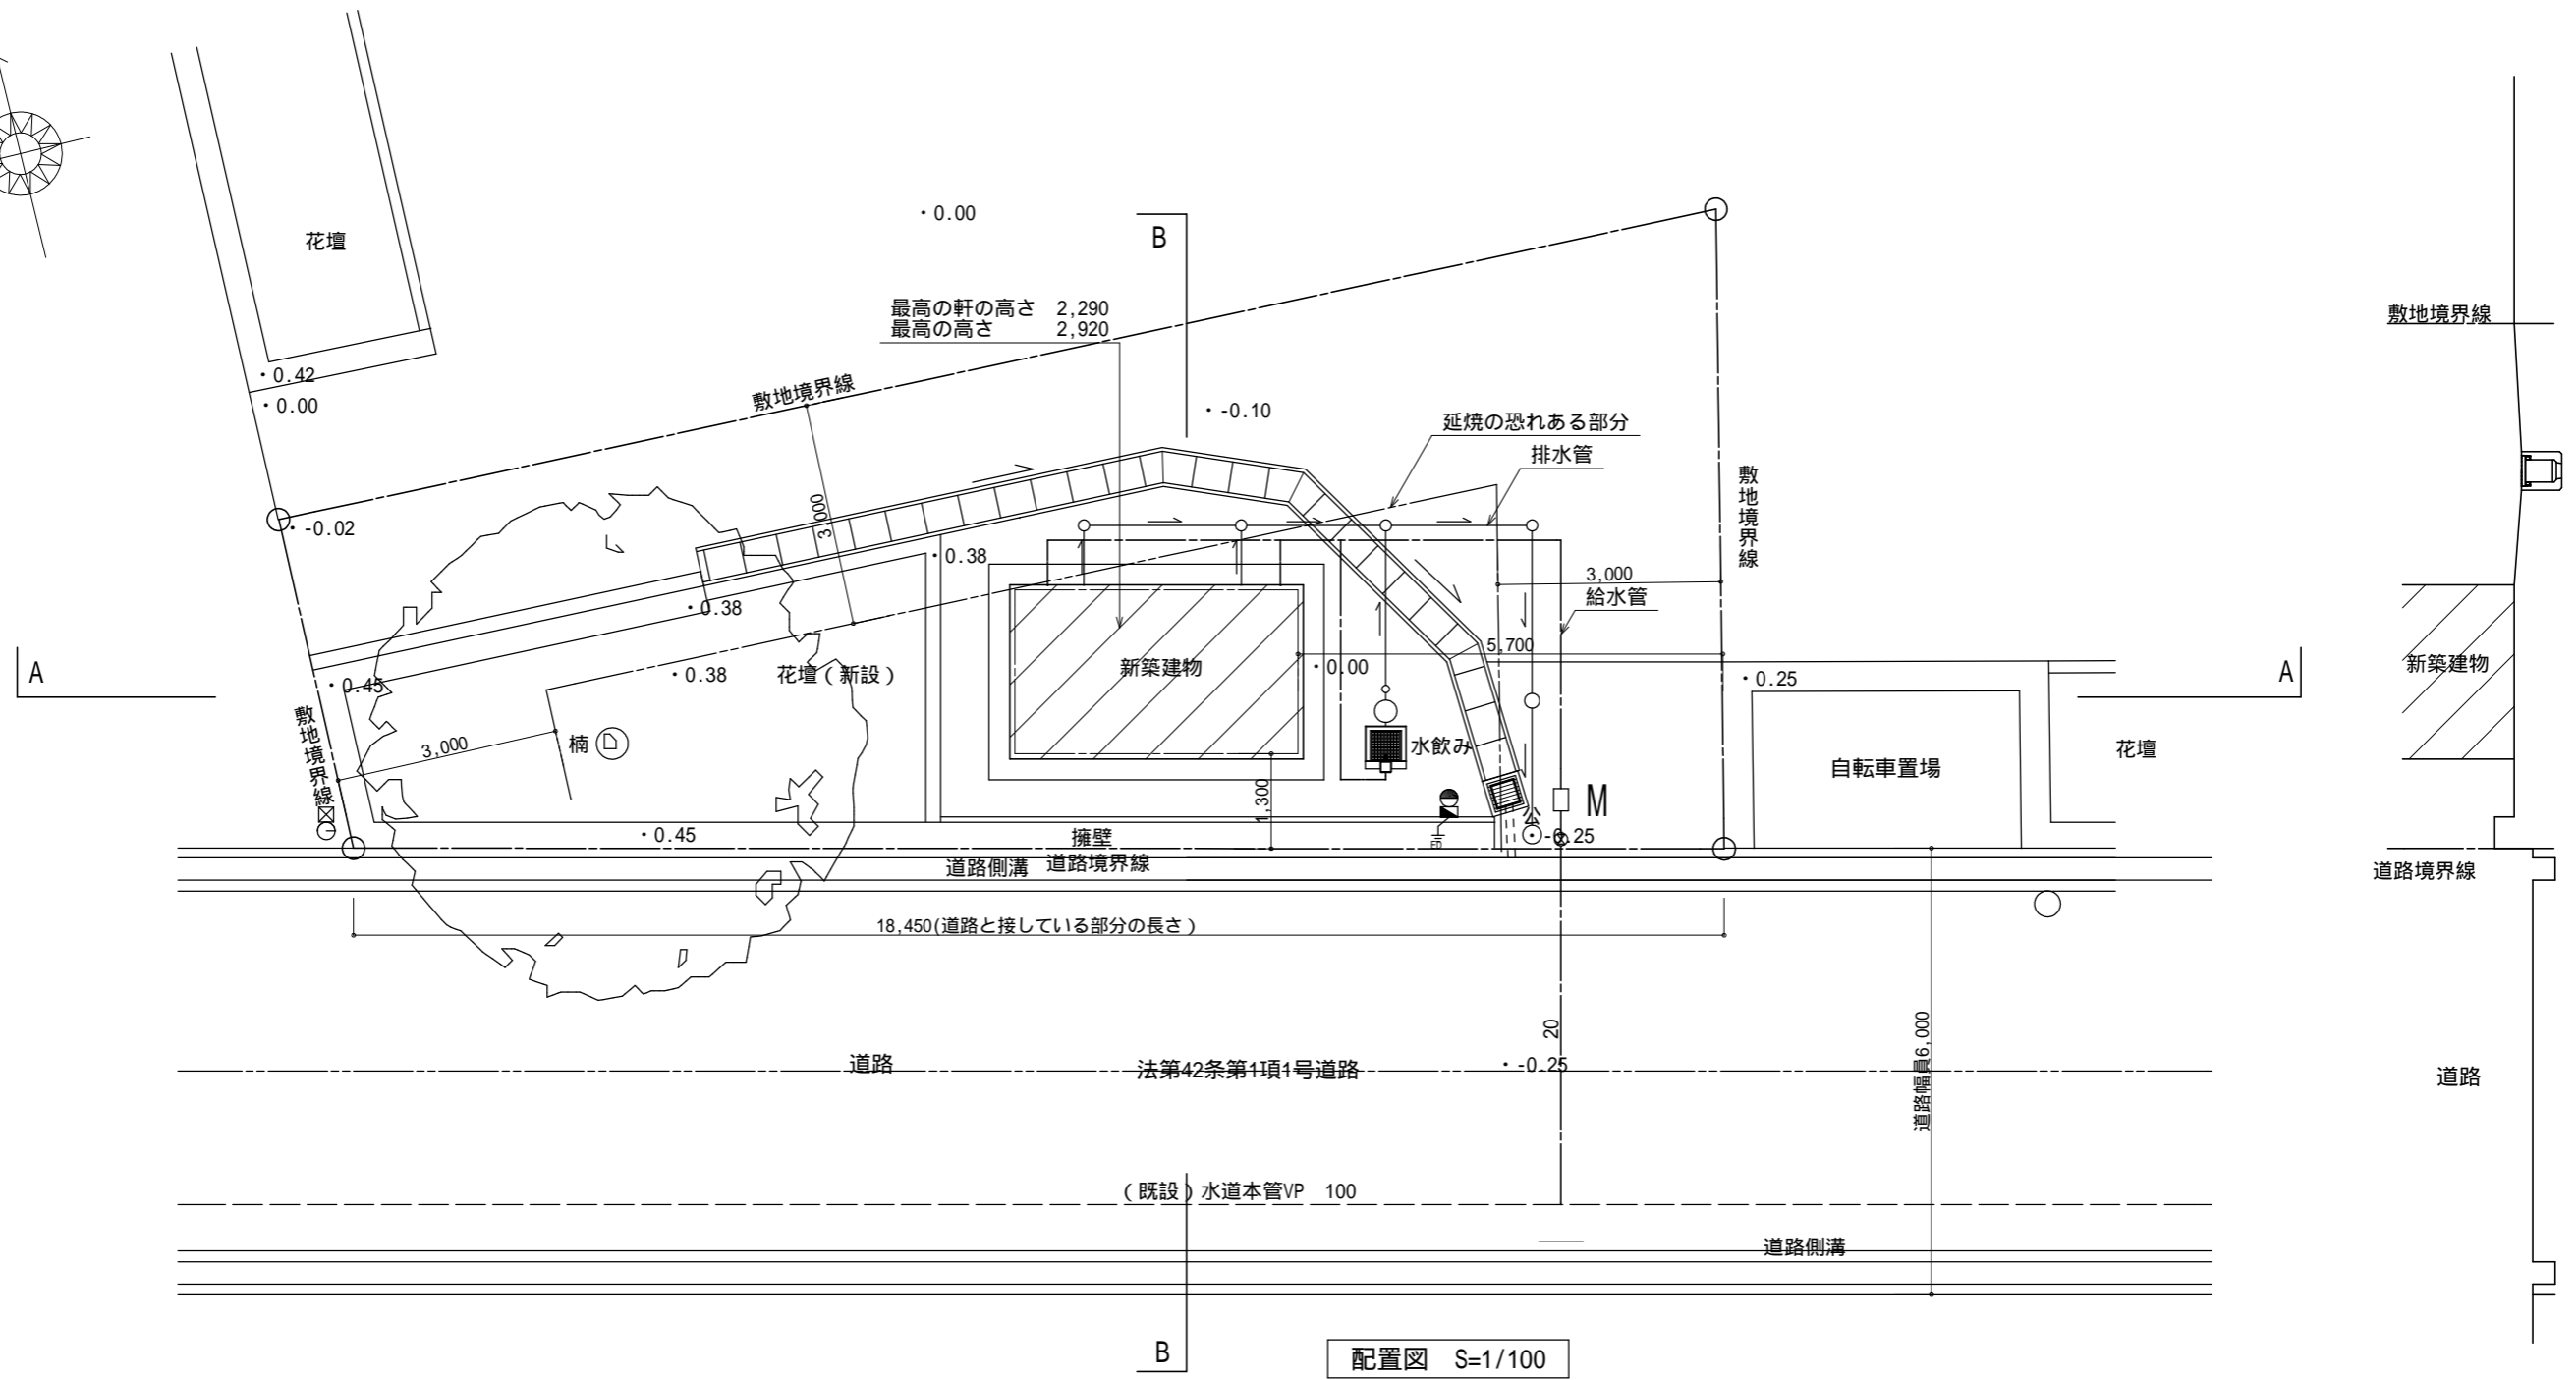 ・0.00
花壇
B
最高の軒の高さ 2,290
最高の高さ 2,920
敷地境界線
・0.42
・0.00
敷地境界線
・-0.10
延焼の恐れある部分
排水管
敷地境界線
3,000
・-0.02
・0.38
3,000
給水管
・0.38
5,700
A
・0.45
・0.38
花壇（新設）
新築建物
・0.00
・0.25
A
新築建物
敷地境界線
3,000
楠
水飲み
自転車置場
花壇
1,300
M
・0.45
擁壁
ED
道路側溝
道路境界線
道路境界線
18,450(道路と接している部分の長さ)
20
道路幅員6,000
道路
法第42条第1項1号道路
・-0.25
道路
（既設）水道本管VP 100
道路側溝
B
配置図 S=1/100